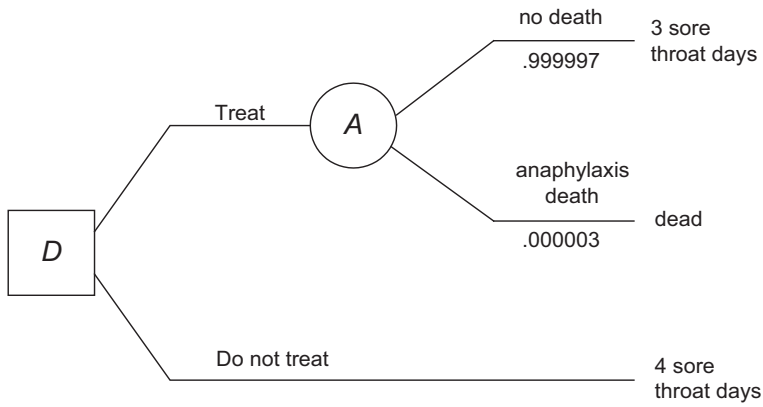 no death
.999997
3 sore
throat days
Treat
A
anaphylaxis
death
.000003
dead
D
Do not treat
4 sore
throat days